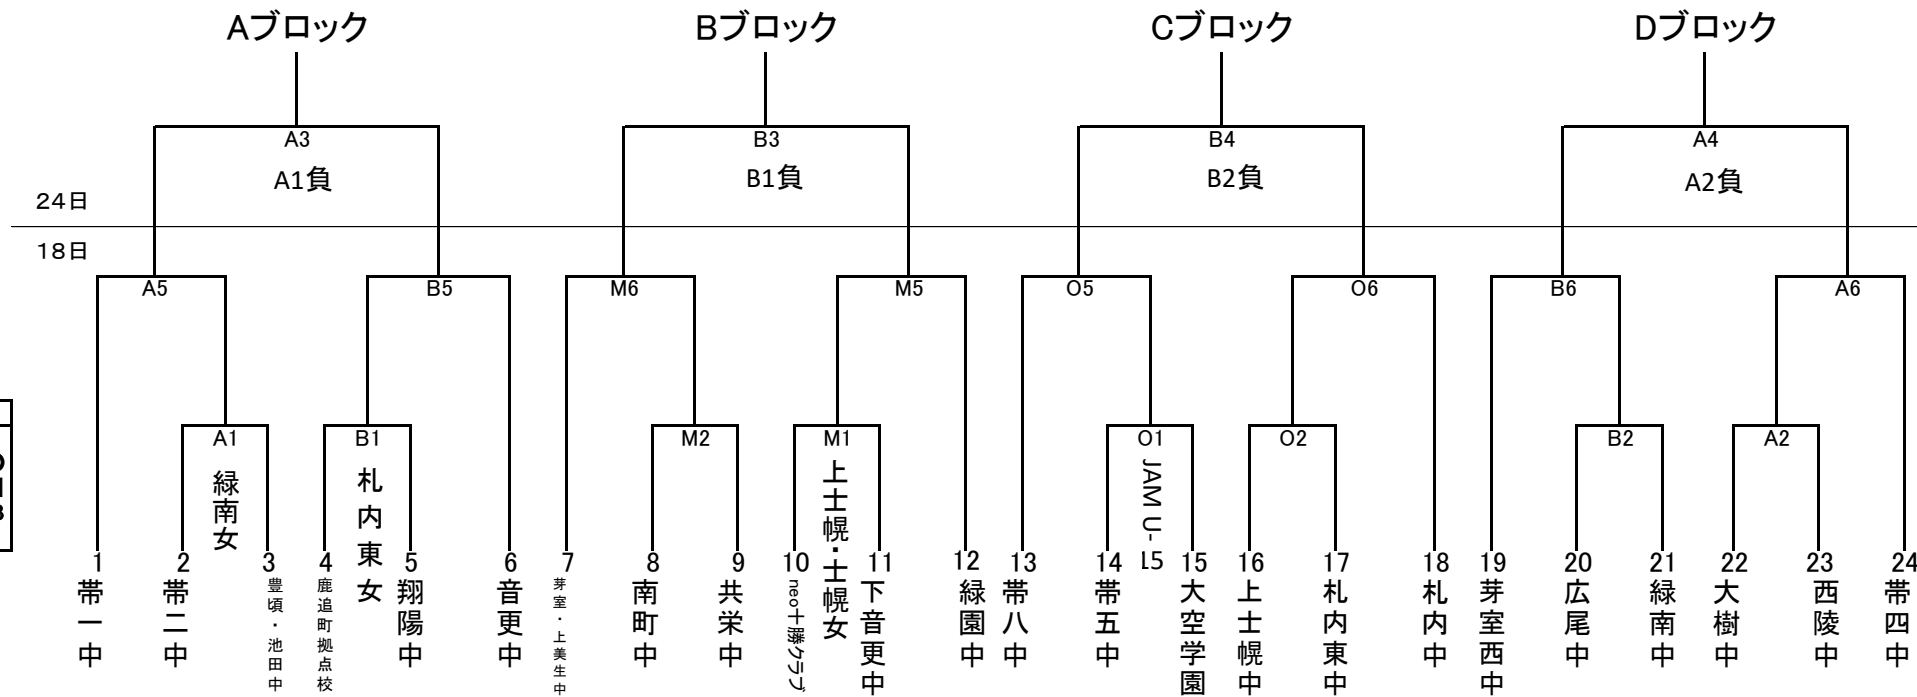 Aブロック
Bブロック
Cブロック
Dブロック
A3
B3
B4
A4
A1負
B1負
B2負
A2負
24日
18日
A5
B5
M6
M5
O5
O6
B6
A6
A1
B1
M2
M1
O1
O2
B2
A2
緑南女
札内東女
上士幌・士幌女
JAM U-15
1
2
3
4
5
6
7
8
9
10
11
12
13
14
15
16
17
18
19
20
21
22
23
24
帯一中
帯二中
豊頃・池田中
鹿追町拠点校
翔陽中
音更中
芽室・上美生中
南町中
共栄中
neo十勝クラブ
下音更中
緑園中
帯八中
帯五中
大空学園
上士幌中
札内東中
札内中
芽室西中
広尾中
緑南中
大樹中
西陵中
帯四中